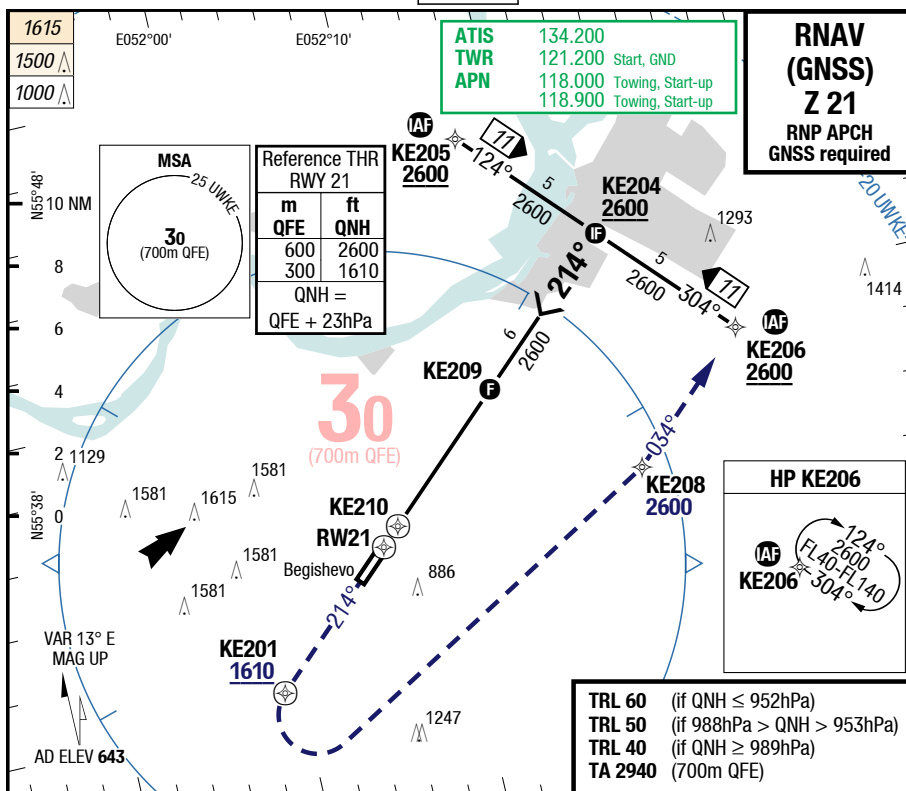 1615
1500
1000
E052°00'
E052°10'
ATIS 134.200
TWR 121.200 Start, GND
APN 118.000 Towing, Start-up
118.900 Towing, Start-up
RNAV
(GNSS)
Z 21
RNP APCH
GNSS required
MSA
25 UWKE
30
(700m QFE)
Reference THR
RWY 21
m ft
QFE QNH
600 2600
300 1610
QNH =
QFE + 23hPa
IAF
KE205
2600
11
124°
5
2600
KE204
2600
IF
214°
5
2600
304°
11
IAF
KE206
2600
20 UWKE
1293
1414
N55°48'
10 NM
8
6
4
2
0
N55°38'
6
2600
KE209
F
30
(700m QFE)
034°
KE208
2600
1129
1581
1615
1581
1581
1581
KE210
RW21
Begishevo
886
214°
KE201
1610
1247
HP KE206
IAF
KE206
124°
2600
FL40-FL140
304°
VAR 13° E
MAG UP
AD ELEV 643
TRL 60 (if QNH ≤ 952hPa)
TRL 50 (if 988hPa > QNH > 953hPa)
TRL 40 (if QNH ≥ 989hPa)
TA 2940 (700m QFE)